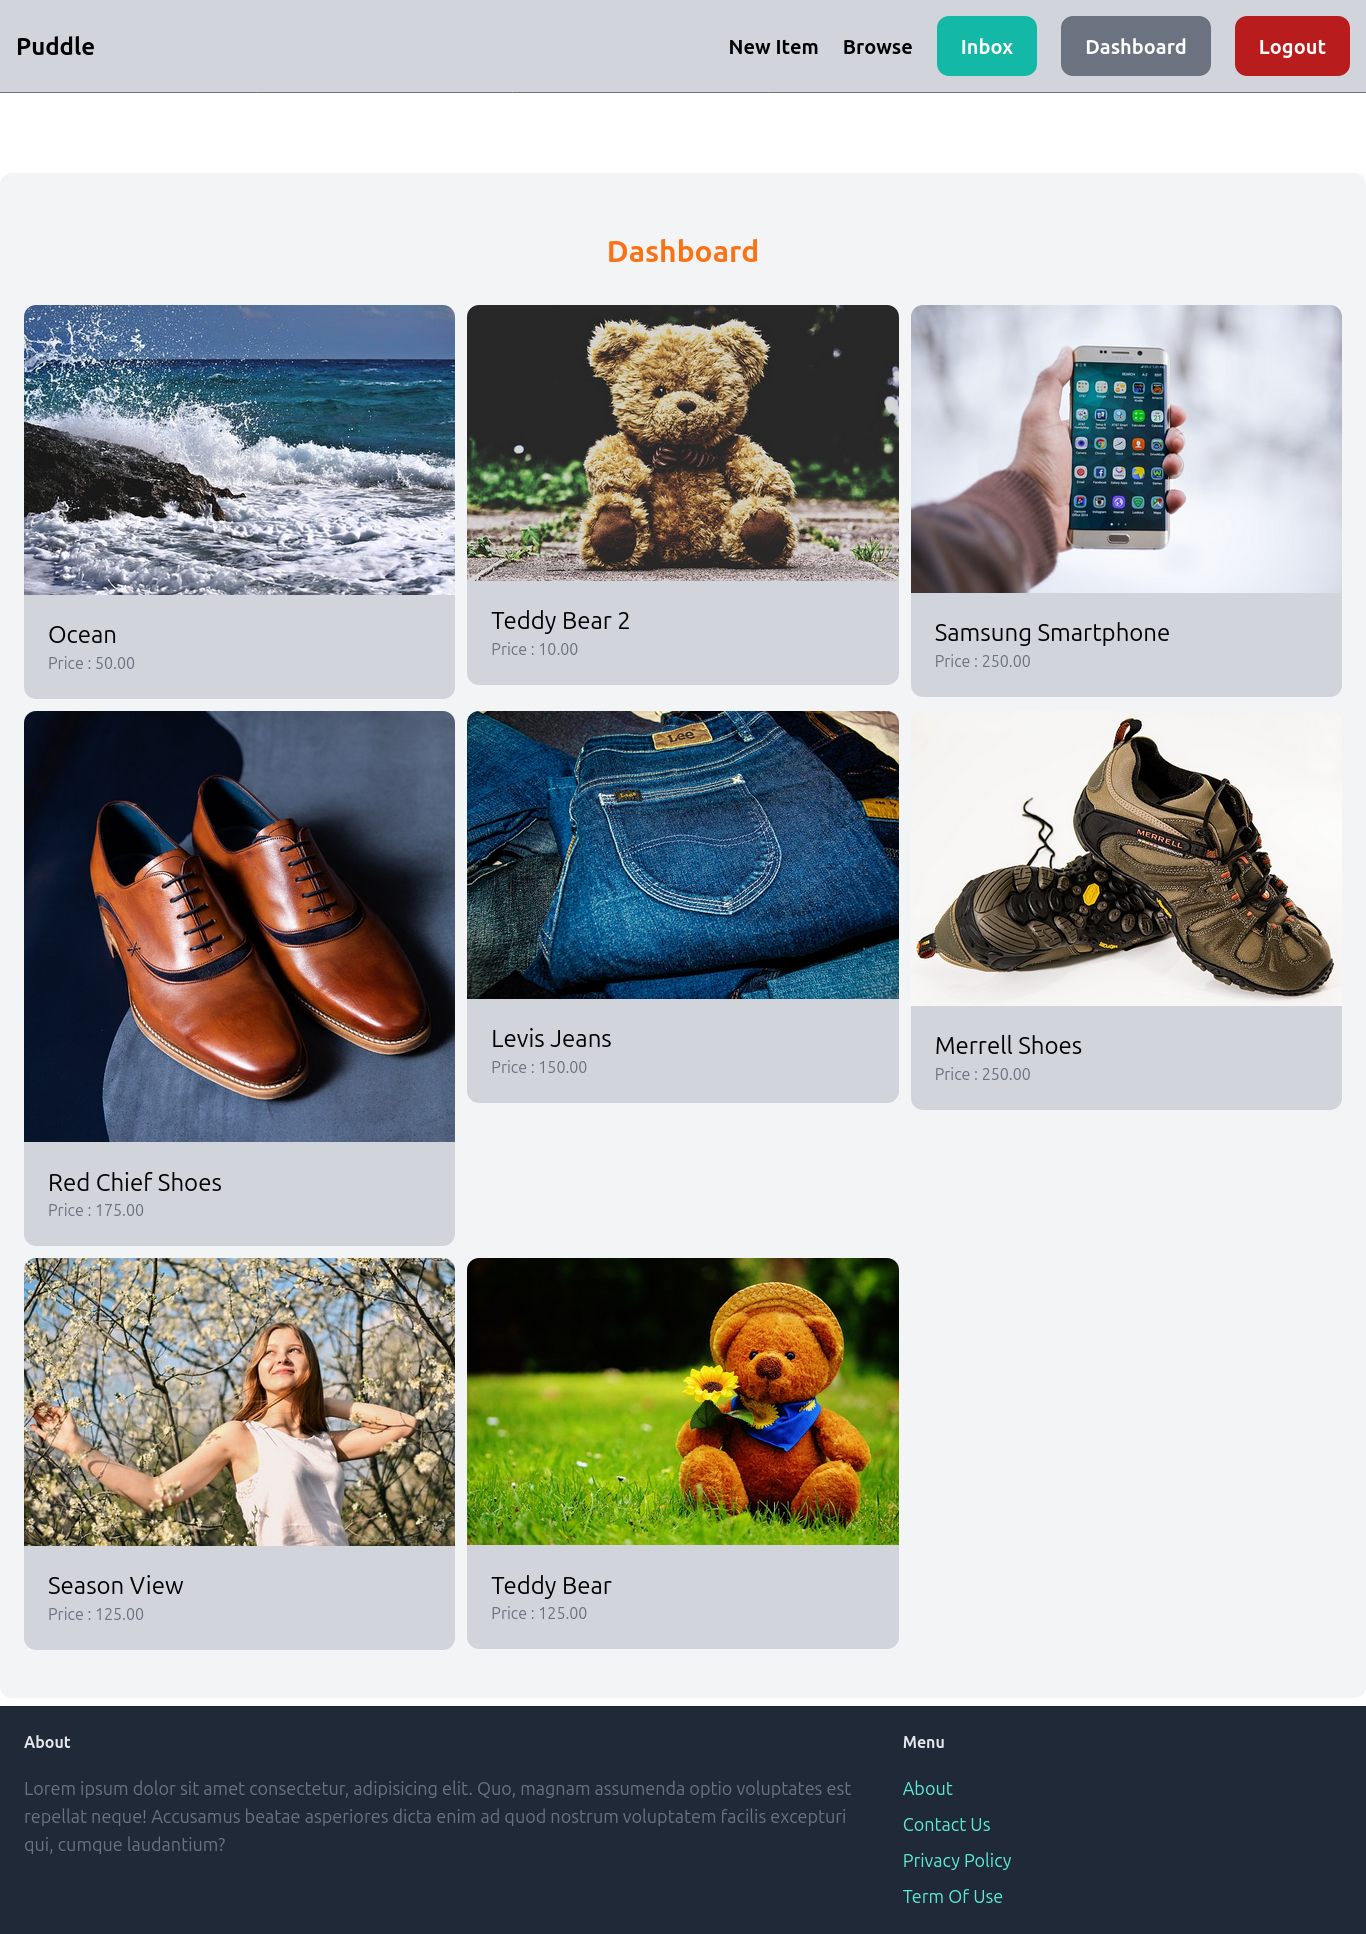 Puddle
New Item
Browse
Inbox
Dashboard
Logout
Dashboard
Ocean
Price : 50.00
Teddy Bear 2
Price : 10.00
Samsung Smartphone
Price : 250.00
Lee
MERRELL
Red Chief Shoes
Price : 175.00
Levis Jeans
Price : 150.00
Merrell Shoes
Price : 250.00
Season View
Price : 125.00
Teddy Bear
Price : 125.00
About
Lorem ipsum dolor sit amet consectetur, adipisicing elit. Quo, magnam assumenda optio voluptates est
repellat neque! Accusamus beatae asperiores dicta enim ad quod nostrum voluptatem facilis excepturi
qui, cumque laudantium?
Menu
About
Contact Us
Privacy Policy
Term Of Use